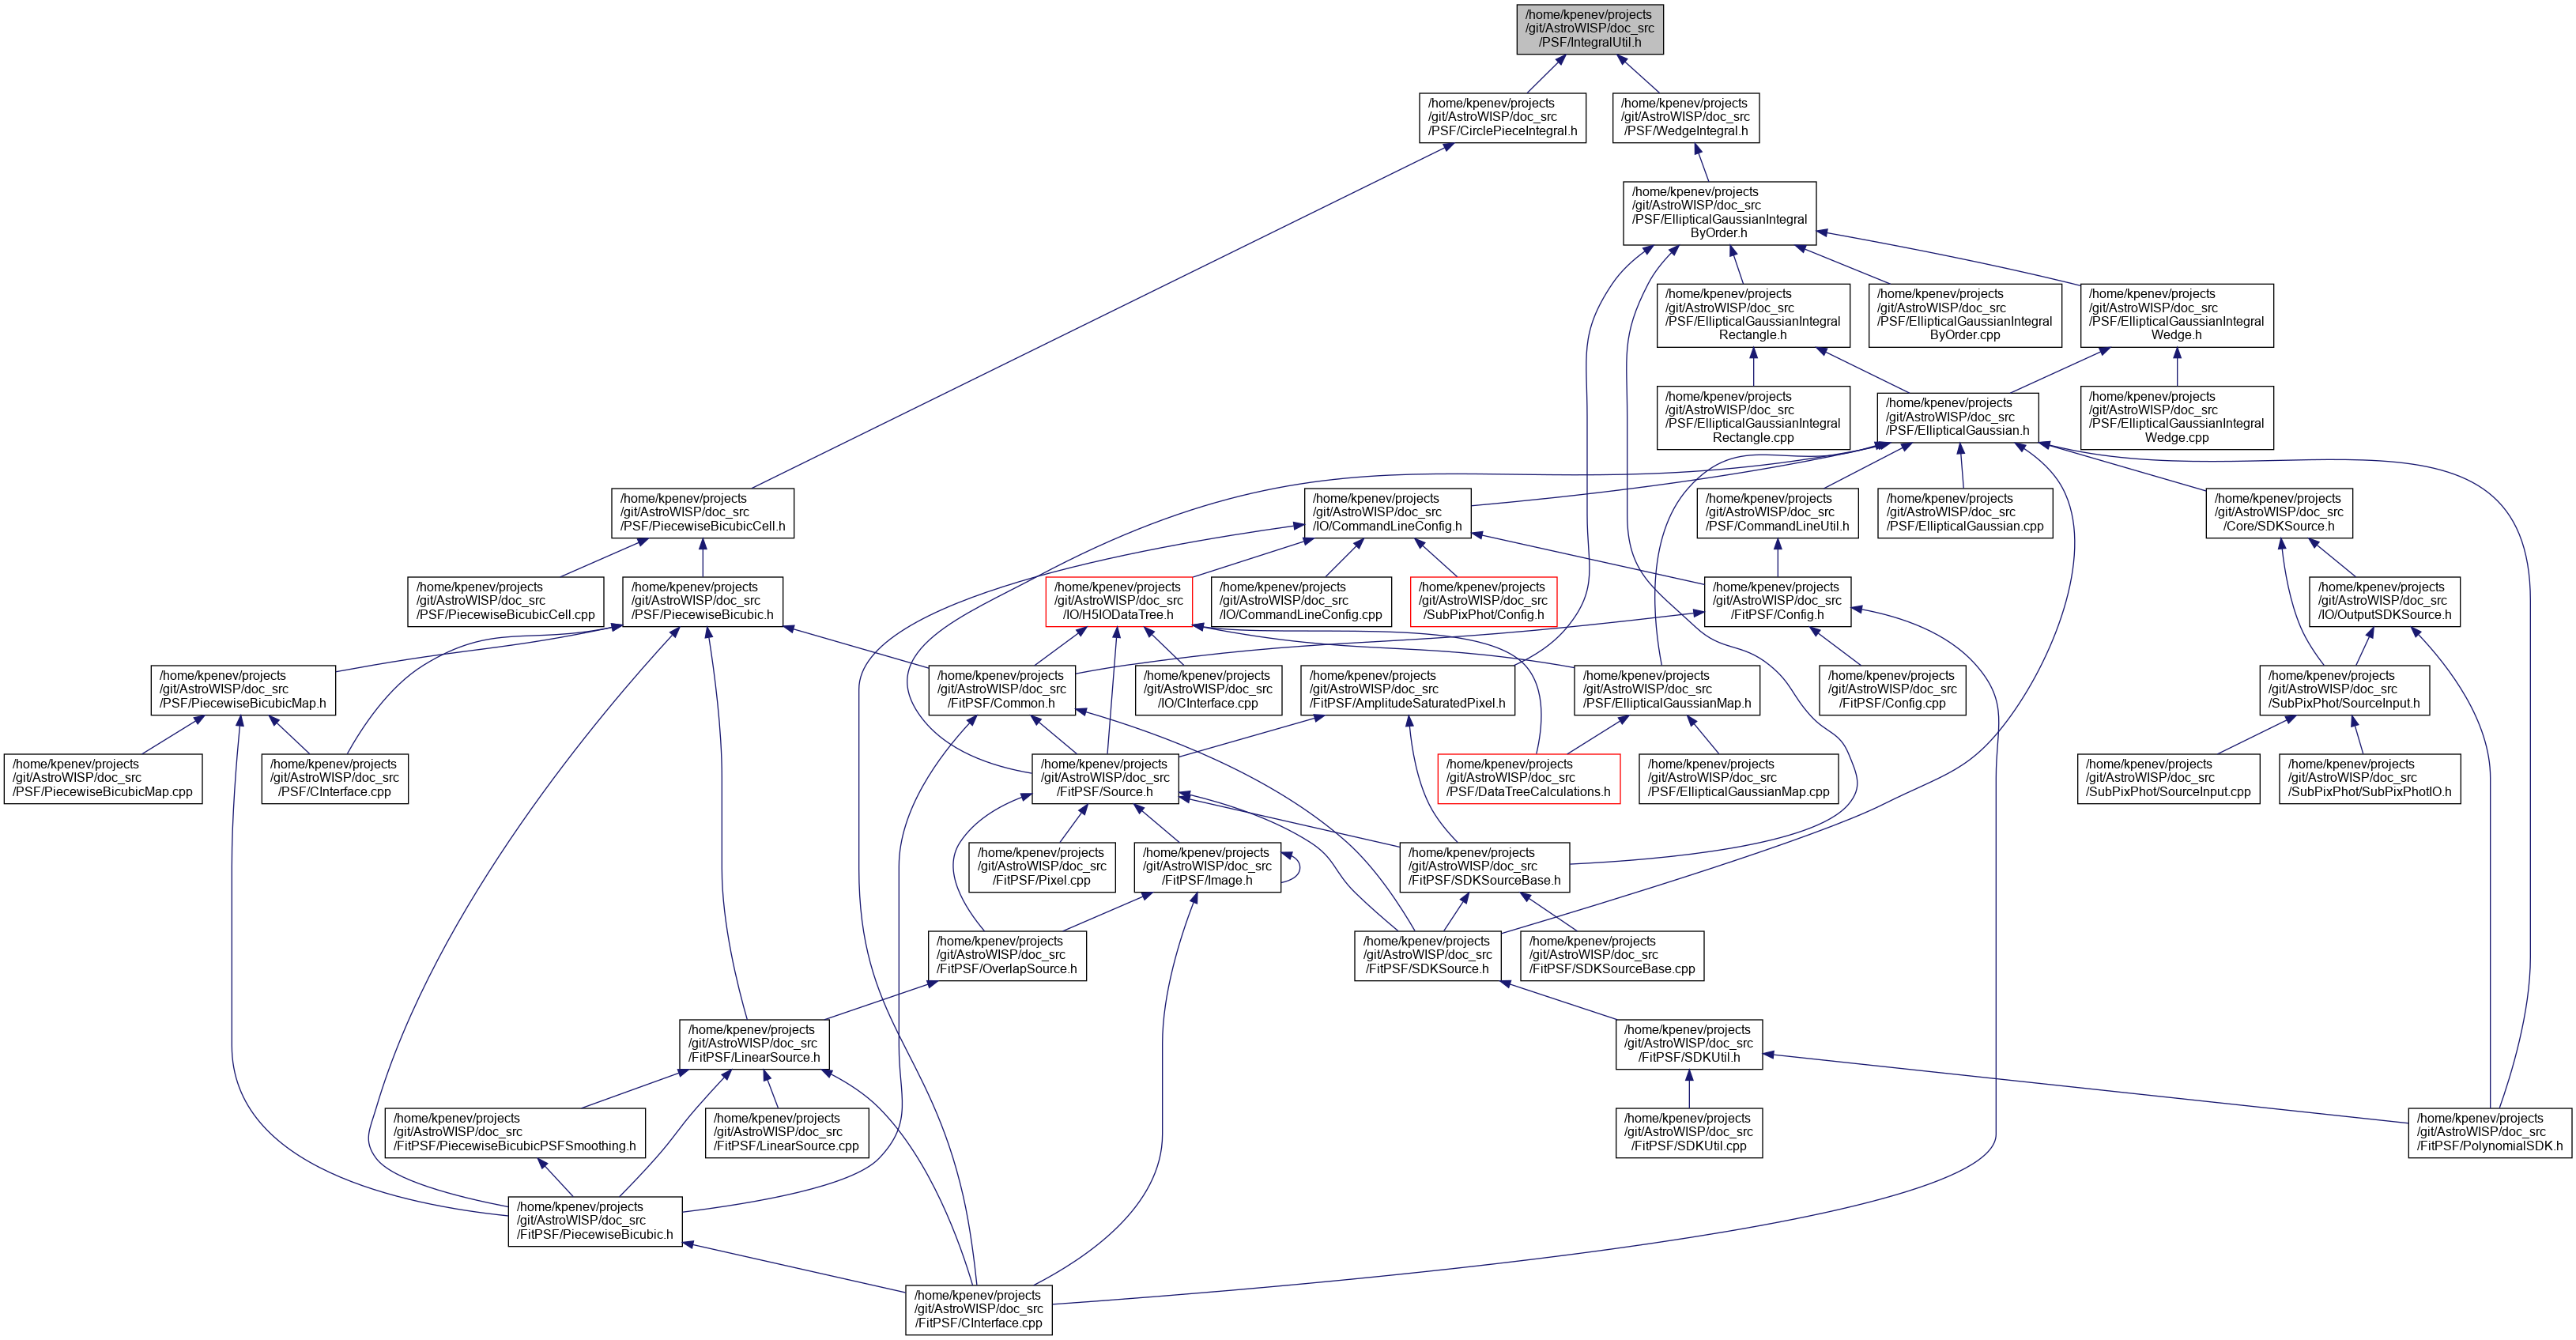 /home/kpenev/projects
/git/AstroWISP/doc_src
/PSF/IntegralUtil.h
/home/kpenev/projects
/git/AstroWISP/doc_src
/PSF/CirclePieceIntegral.h
/home/kpenev/projects
/git/AstroWISP/doc_src
/PSF/WedgeIntegral.h
/home/kpenev/projects
/git/AstroWISP/doc_src
/PSF/EllipticalGaussianIntegral
ByOrder.h
/home/kpenev/projects
/git/AstroWISP/doc_src
/PSF/EllipticalGaussianIntegral
Rectangle.h
/home/kpenev/projects
/git/AstroWISP/doc_src
/PSF/EllipticalGaussianIntegral
ByOrder.cpp
/home/kpenev/projects
/git/AstroWISP/doc_src
/PSF/EllipticalGaussianIntegral
Wedge.h
/home/kpenev/projects
/git/AstroWISP/doc_src
/PSF/EllipticalGaussianIntegral
Rectangle.cpp
/home/kpenev/projects
/git/AstroWISP/doc_src
/PSF/EllipticalGaussian.h
/home/kpenev/projects
/git/AstroWISP/doc_src
/PSF/EllipticalGaussianIntegral
Wedge.cpp
/home/kpenev/projects
/git/AstroWISP/doc_src
/PSF/PiecewiseBicubicCell.h
/home/kpenev/projects
/git/AstroWISP/doc_src
/IO/CommandLineConfig.h
/home/kpenev/projects
/git/AstroWISP/doc_src
/PSF/CommandLineUtil.h
/home/kpenev/projects
/git/AstroWISP/doc_src
/PSF/EllipticalGaussian.cpp
/home/kpenev/projects
/git/AstroWISP/doc_src
/Core/SDKSource.h
/home/kpenev/projects
/git/AstroWISP/doc_src
/PSF/PiecewiseBicubicCell.cpp
/home/kpenev/projects
/git/AstroWISP/doc_src
/PSF/PiecewiseBicubic.h
/home/kpenev/projects
/git/AstroWISP/doc_src
/IO/H5IODataTree.h
/home/kpenev/projects
/git/AstroWISP/doc_src
/IO/CommandLineConfig.cpp
/home/kpenev/projects
/git/AstroWISP/doc_src
/SubPixPhot/Config.h
/home/kpenev/projects
/git/AstroWISP/doc_src
/FitPSF/Config.h
/home/kpenev/projects
/git/AstroWISP/doc_src
/IO/OutputSDKSource.h
/home/kpenev/projects
/git/AstroWISP/doc_src
/PSF/PiecewiseBicubicMap.h
/home/kpenev/projects
/git/AstroWISP/doc_src
/FitPSF/Common.h
/home/kpenev/projects
/git/AstroWISP/doc_src
/IO/CInterface.cpp
/home/kpenev/projects
/git/AstroWISP/doc_src
/FitPSF/AmplitudeSaturatedPixel.h
/home/kpenev/projects
/git/AstroWISP/doc_src
/PSF/EllipticalGaussianMap.h
/home/kpenev/projects
/git/AstroWISP/doc_src
/FitPSF/Config.cpp
/home/kpenev/projects
/git/AstroWISP/doc_src
/SubPixPhot/SourceInput.h
/home/kpenev/projects
/git/AstroWISP/doc_src
/PSF/PiecewiseBicubicMap.cpp
/home/kpenev/projects
/git/AstroWISP/doc_src
/PSF/CInterface.cpp
/home/kpenev/projects
/git/AstroWISP/doc_src
/FitPSF/Source.h
/home/kpenev/projects
/git/AstroWISP/doc_src
/PSF/DataTreeCalculations.h
/home/kpenev/projects
/git/AstroWISP/doc_src
/PSF/EllipticalGaussianMap.cpp
/home/kpenev/projects
/git/AstroWISP/doc_src
/SubPixPhot/SourceInput.cpp
/home/kpenev/projects
/git/AstroWISP/doc_src
/SubPixPhot/SubPixPhotIO.h
/home/kpenev/projects
/git/AstroWISP/doc_src
/FitPSF/Pixel.cpp
/home/kpenev/projects
/git/AstroWISP/doc_src
/FitPSF/Image.h
/home/kpenev/projects
/git/AstroWISP/doc_src
/FitPSF/SDKSourceBase.h
/home/kpenev/projects
/git/AstroWISP/doc_src
/FitPSF/OverlapSource.h
/home/kpenev/projects
/git/AstroWISP/doc_src
/FitPSF/SDKSource.h
/home/kpenev/projects
/git/AstroWISP/doc_src
/FitPSF/SDKSourceBase.cpp
/home/kpenev/projects
/git/AstroWISP/doc_src
/FitPSF/LinearSource.h
/home/kpenev/projects
/git/AstroWISP/doc_src
/FitPSF/SDKUtil.h
/home/kpenev/projects
/git/AstroWISP/doc_src
/FitPSF/PiecewiseBicubicPSFSmoothing.h
/home/kpenev/projects
/git/AstroWISP/doc_src
/FitPSF/LinearSource.cpp
/home/kpenev/projects
/git/AstroWISP/doc_src
/FitPSF/SDKUtil.cpp
/home/kpenev/projects
/git/AstroWISP/doc_src
/FitPSF/PolynomialSDK.h
/home/kpenev/projects
/git/AstroWISP/doc_src
/FitPSF/PiecewiseBicubic.h
/home/kpenev/projects
/git/AstroWISP/doc_src
/FitPSF/CInterface.cpp